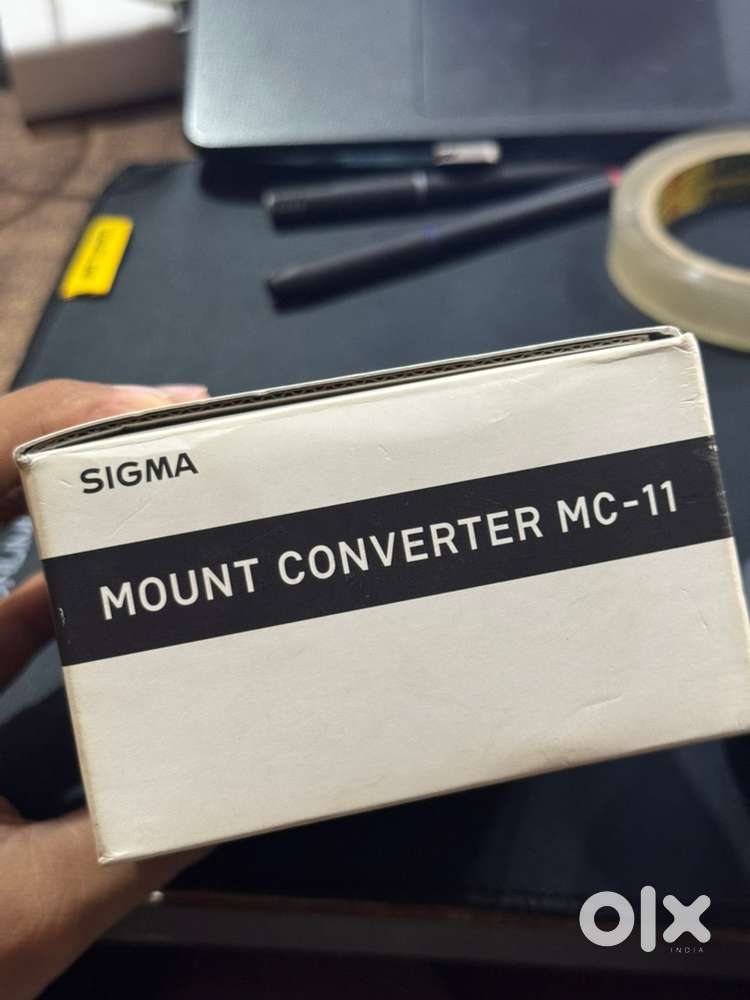 SIGMA
MOUNT CONVERTER MC-11
olx
INDIA